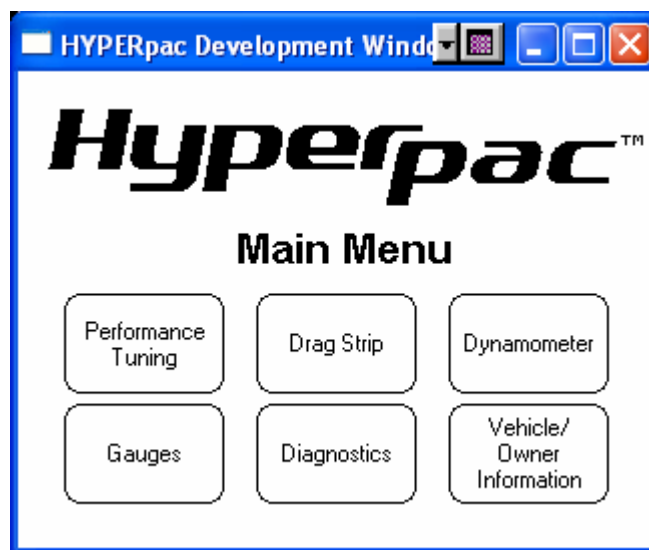 HYPERpac Development Windo
Hyperpac™
Main Menu
Performance
Tuning
Drag Strip
Dynamometer
Gauges
Diagnostics
Vehicle/
Owner
Information